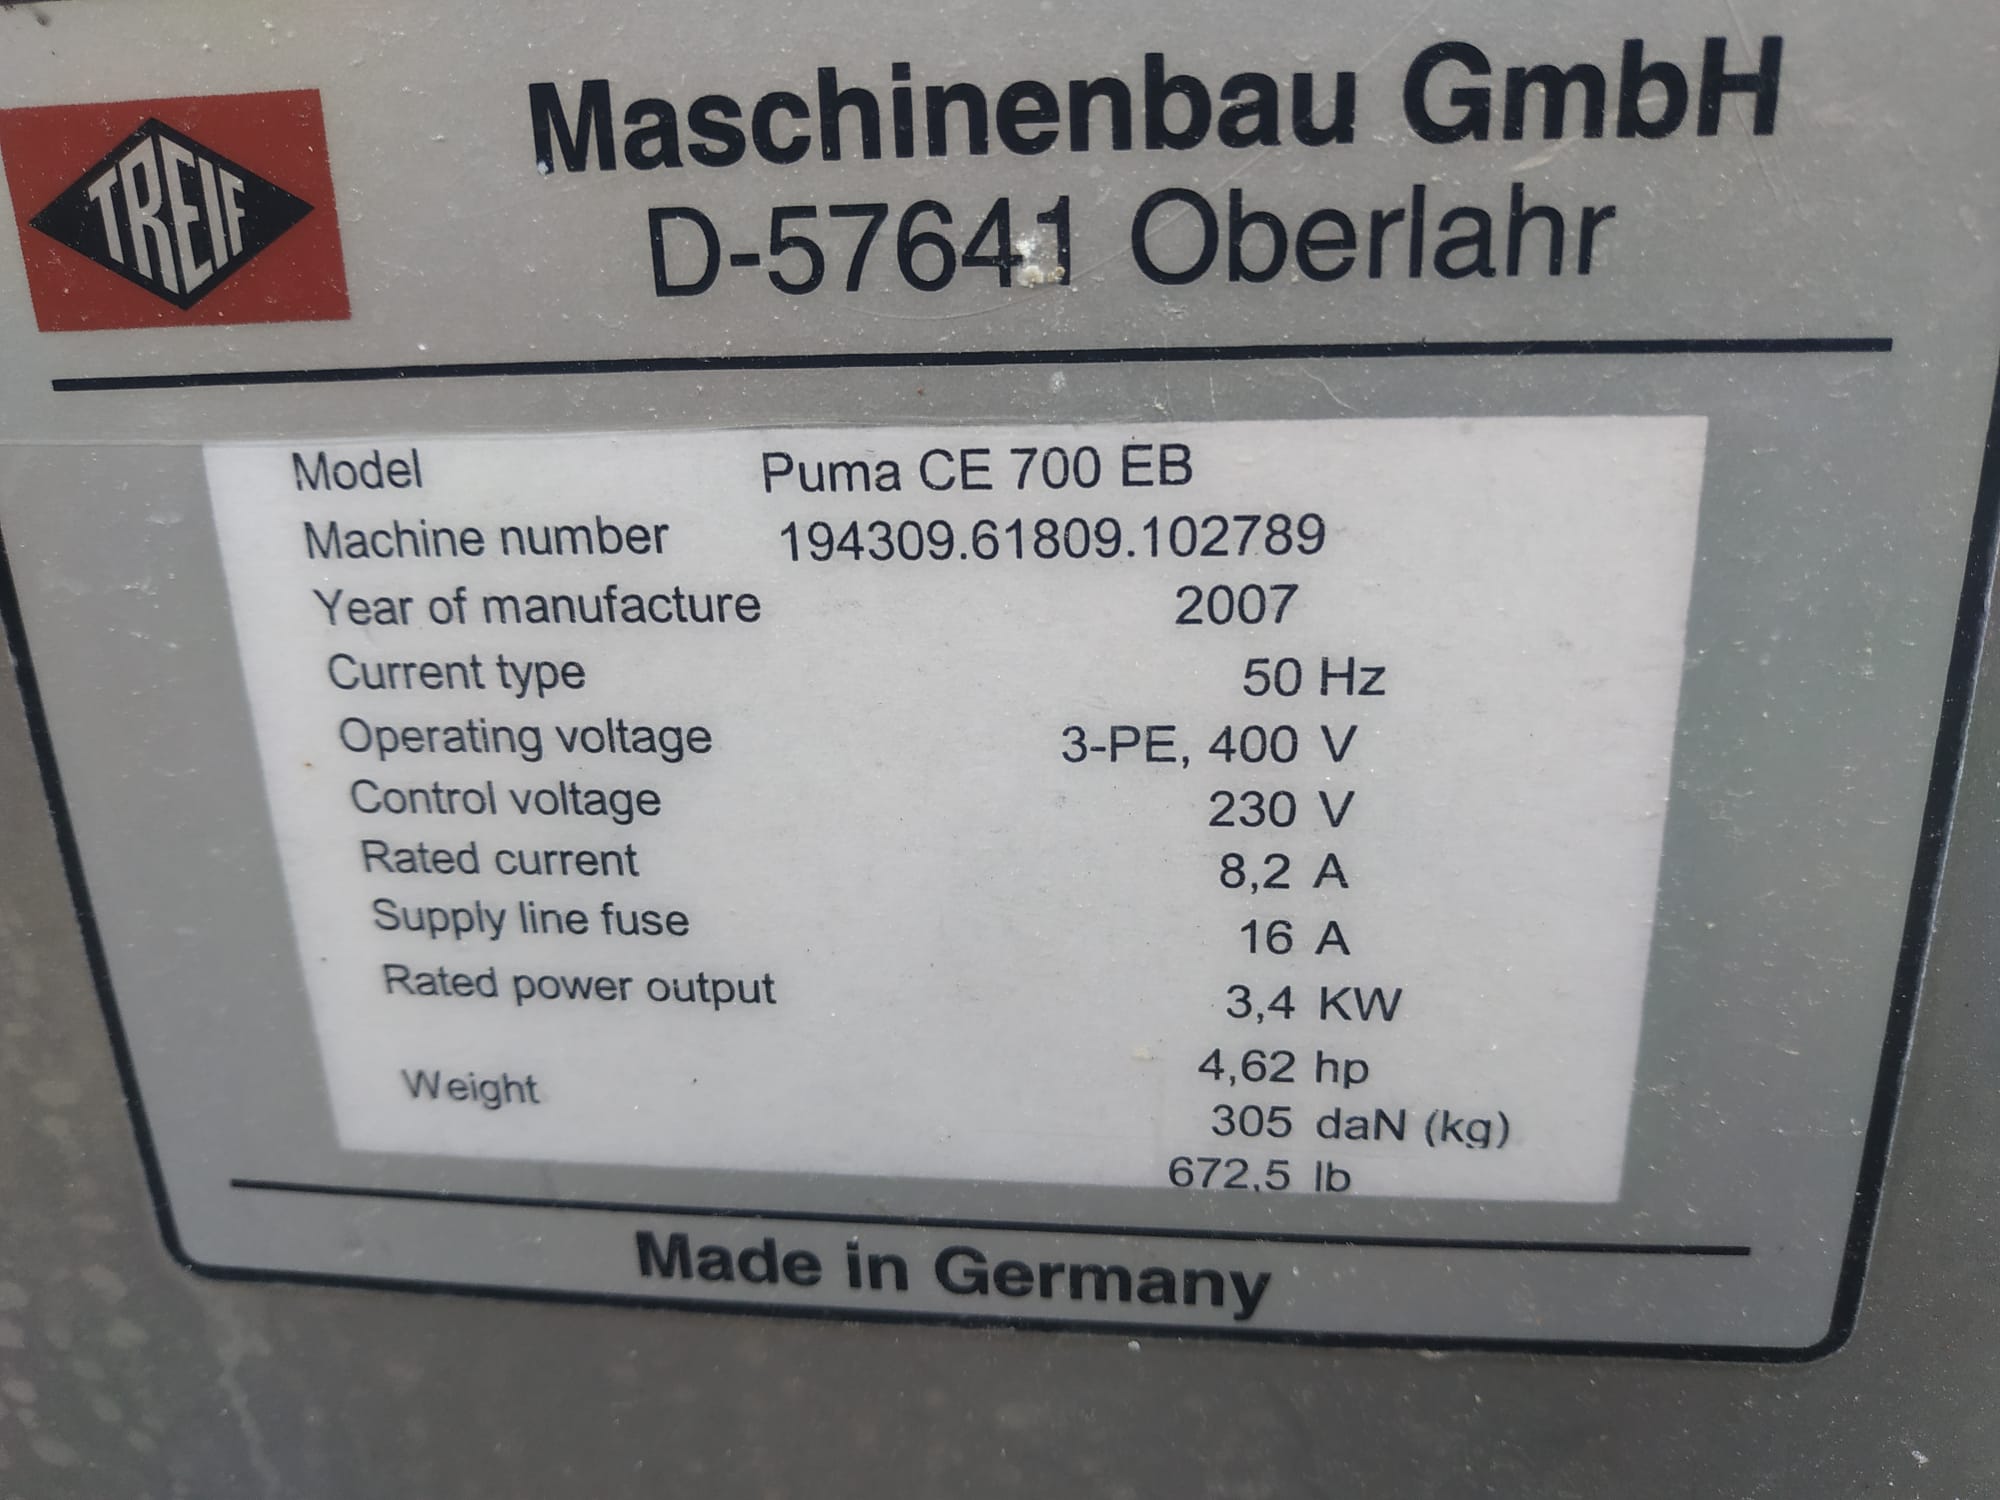 TREIF
Maschinenbau GmbH
D-57641 Oberlahr
Model Puma CE 700 EB
Machine number 194309.61809.102789
Year of manufacture 2007
Current type 50 Hz
Operating voltage 3-PE, 400 V
Control voltage 230 V
Rated current 8,2 A
Supply line fuse 16 A
Rated power output 3,4 KW
4,62 hp
Weight 305 daN (kg)
672,5 lb
Made in Germany